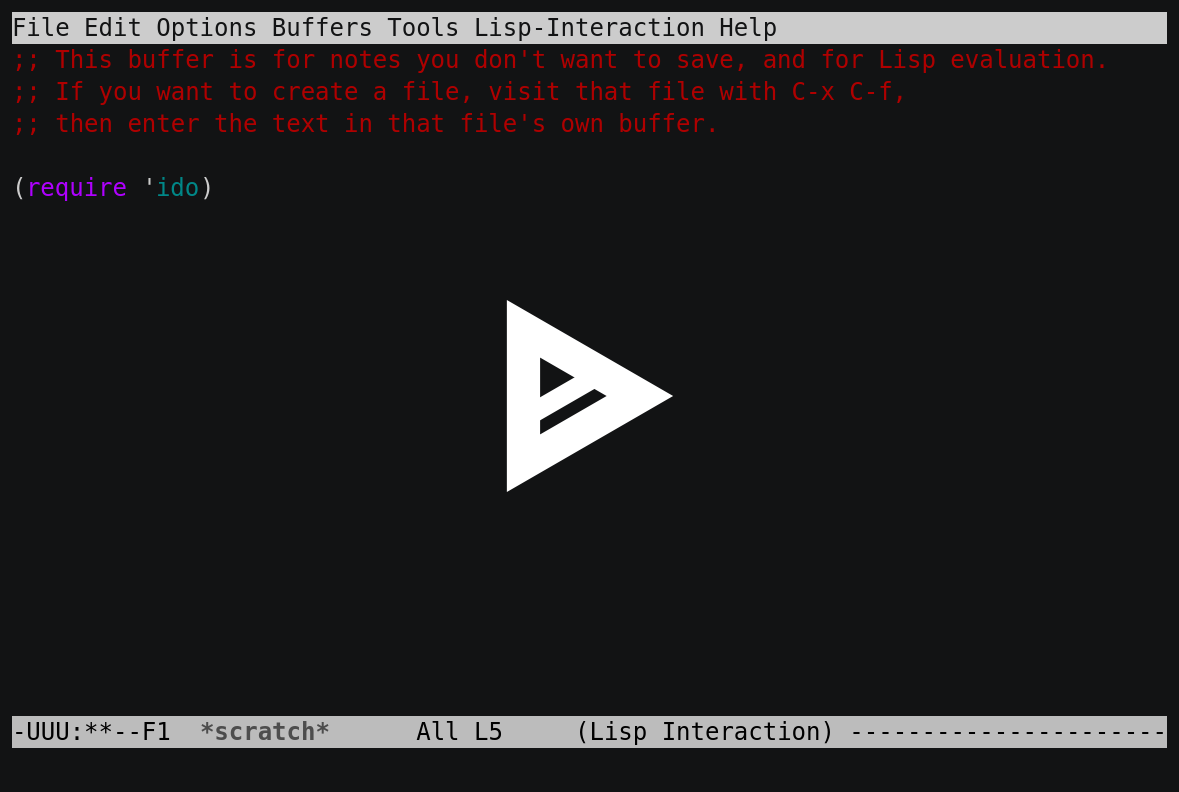 File Edit Options Buffers Tools Lisp-Interaction Help
;; This buffer is for notes you don't want to save, and for Lisp evaluation.
;; If you want to create a file, visit that file with C-x C-f,
;; then enter the text in that file's own buffer.
(require 'ido)
-UUU:**--F1  *scratch*      All L5     (Lisp Interaction) ----------------------